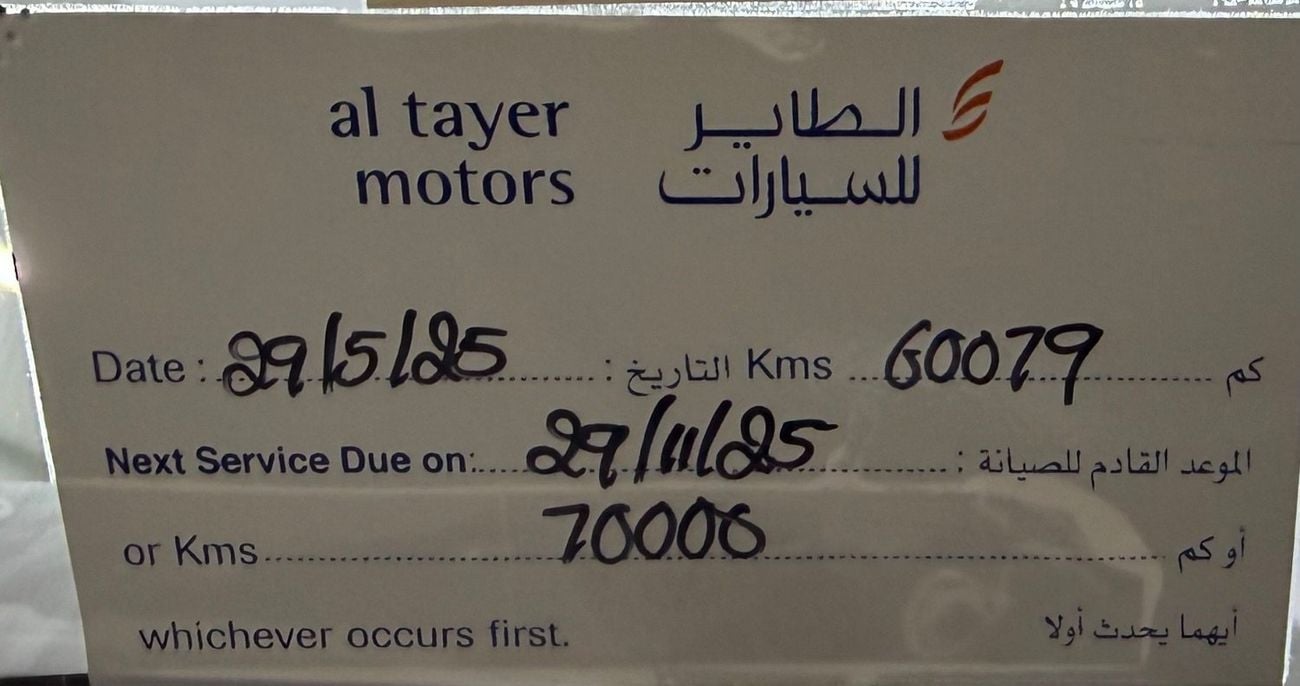 al tayer الطاير
motors للسيارات
Date : 29/5/25 : التاريخ Kms 60079 كم
Next Service Due on: 29/11/25 : الموعد القادم للصيانة
or Kms 70000 أو كم
whichever occurs first. أيهما يحدث أولا